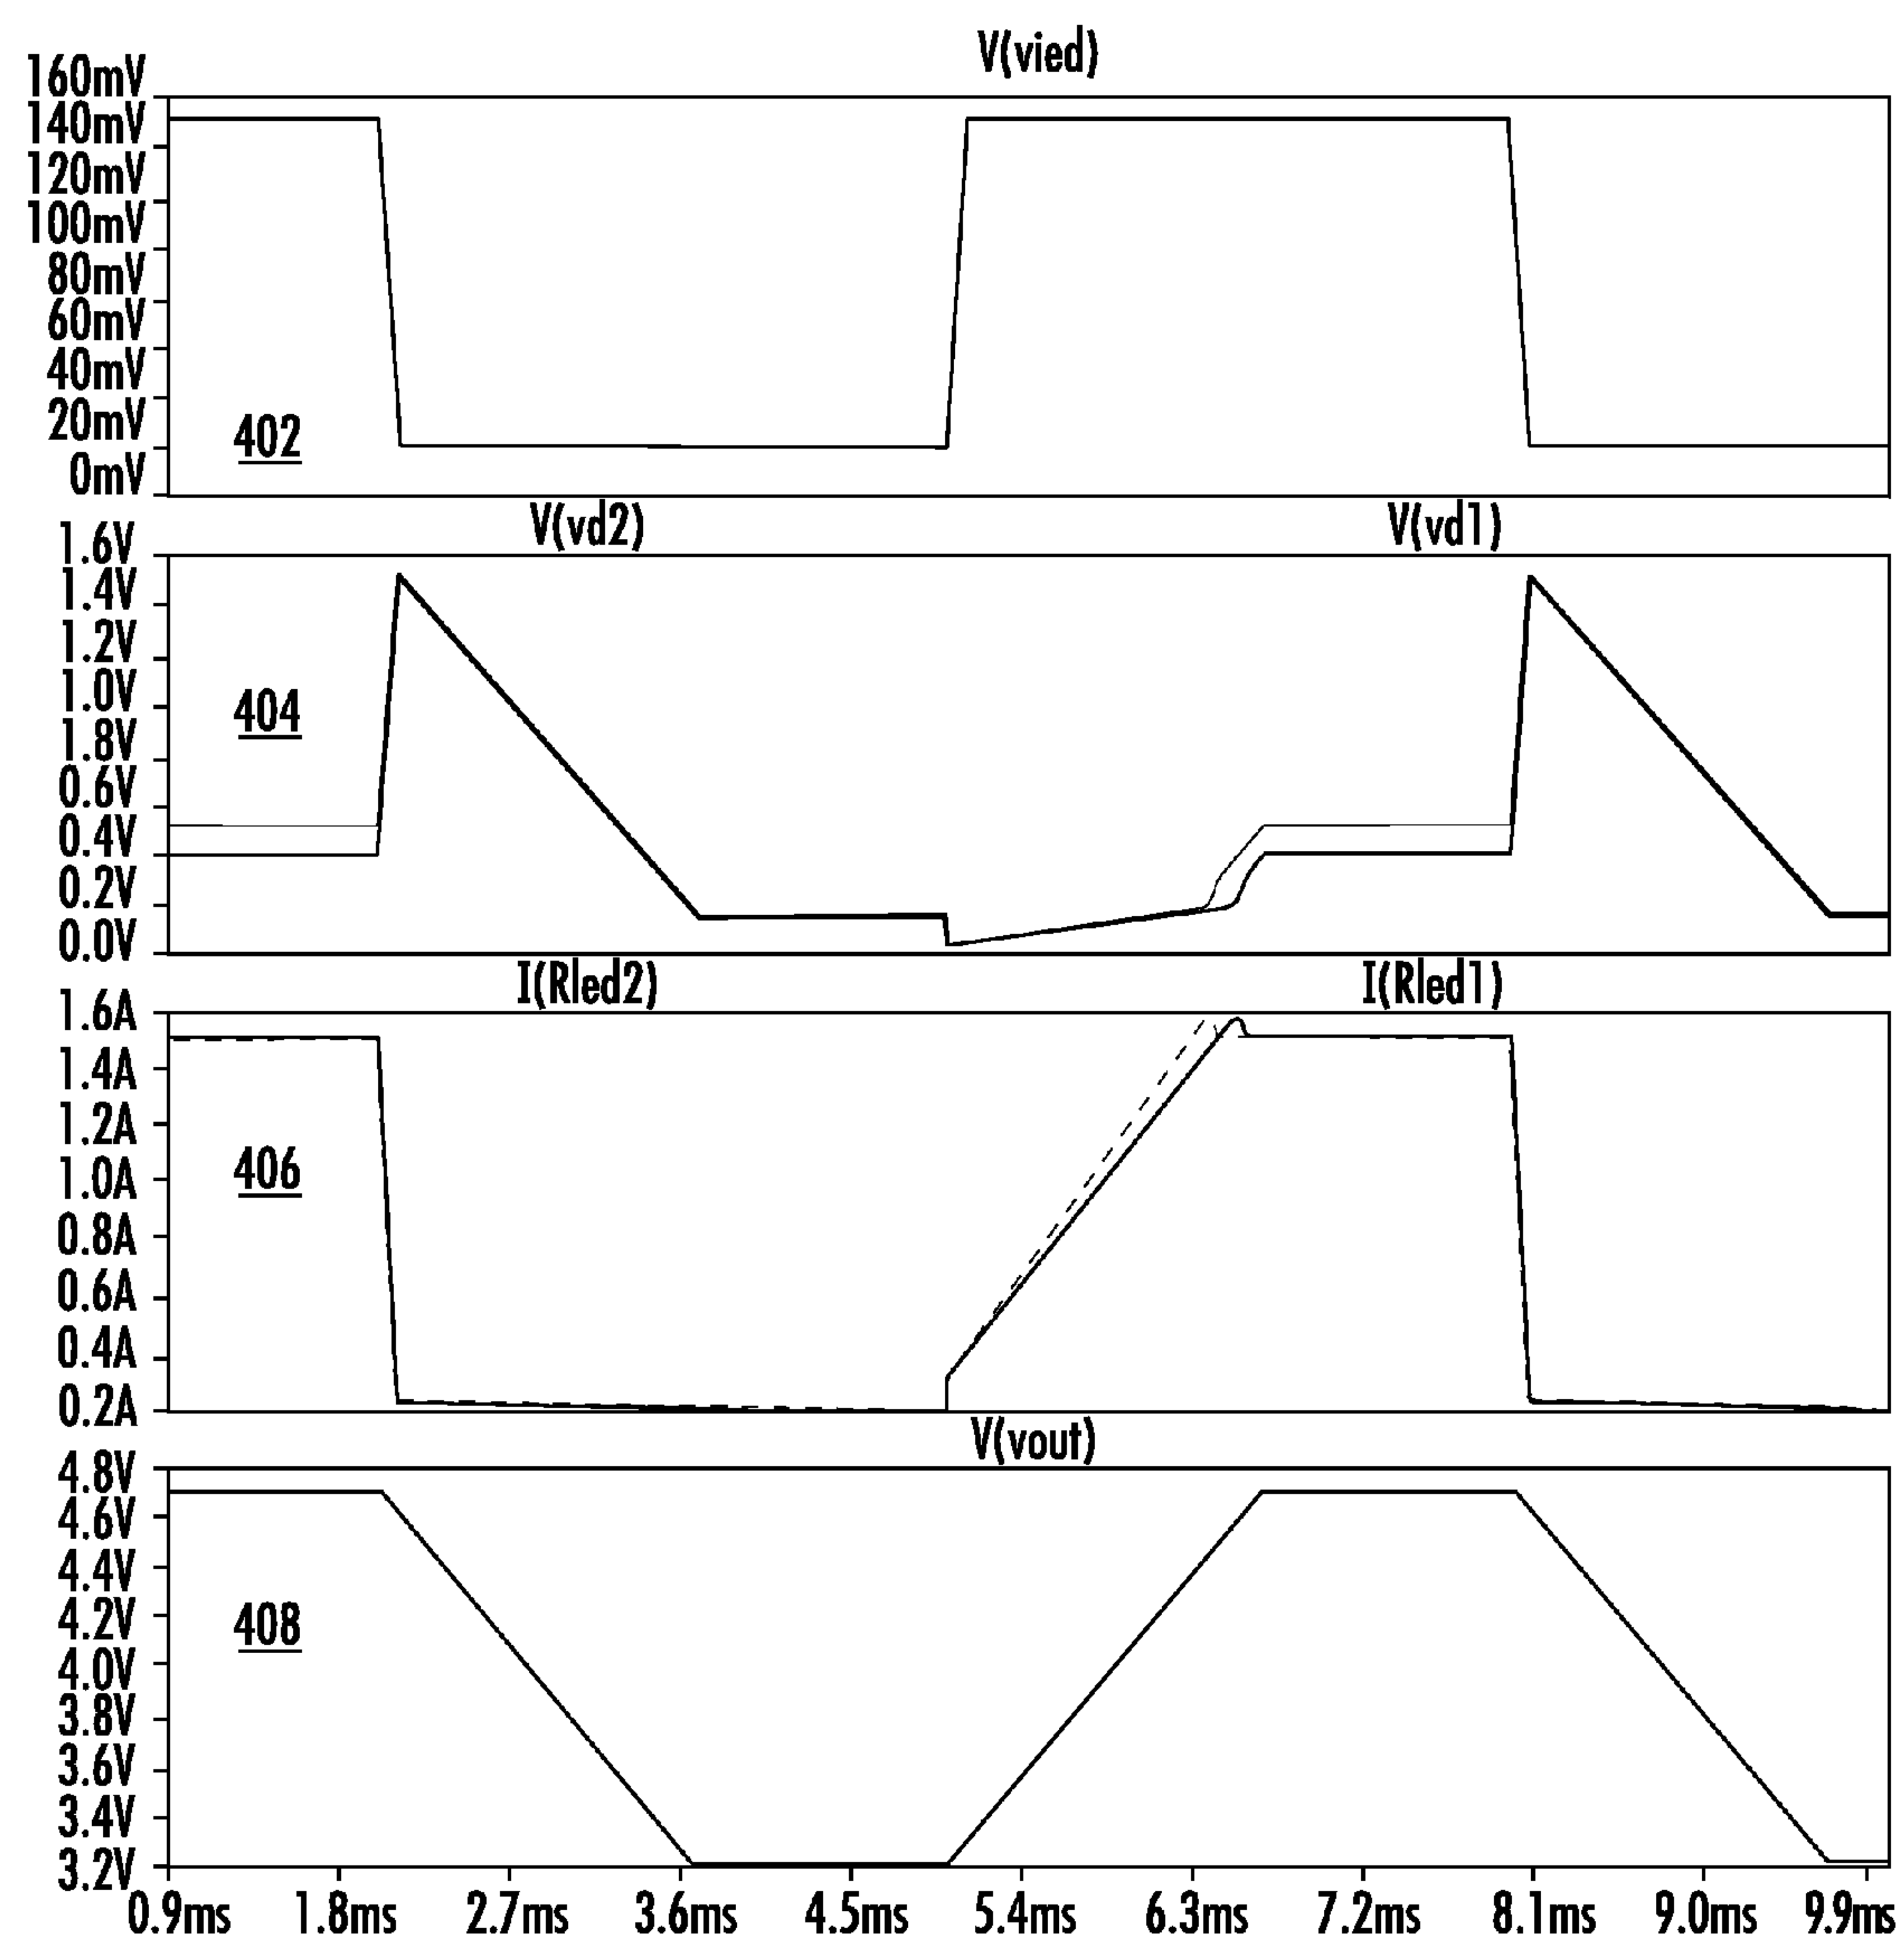 V(vied)
160mV
140mV
120mV
100mV
80mV
60mV
40mV
20mV
0mV
402
V(vd2) V(vd1)
1.6V
1.4V
1.2V
1.0V
1.8V
0.6V
0.4V
0.2V
0.0V
404
I(Rled2) I(Rled1)
1.6A
1.4A
1.2A
1.0A
0.8A
0.6A
0.4A
0.2A
406
V(vout)
4.8V
4.6V
4.4V
4.2V
4.0V
3.8V
3.6V
3.4V
3.2V
408
0.9ms 1.8ms 2.7ms 3.6ms 4.5ms 5.4ms 6.3ms 7.2ms 8.1ms 9.0ms 9.9ms